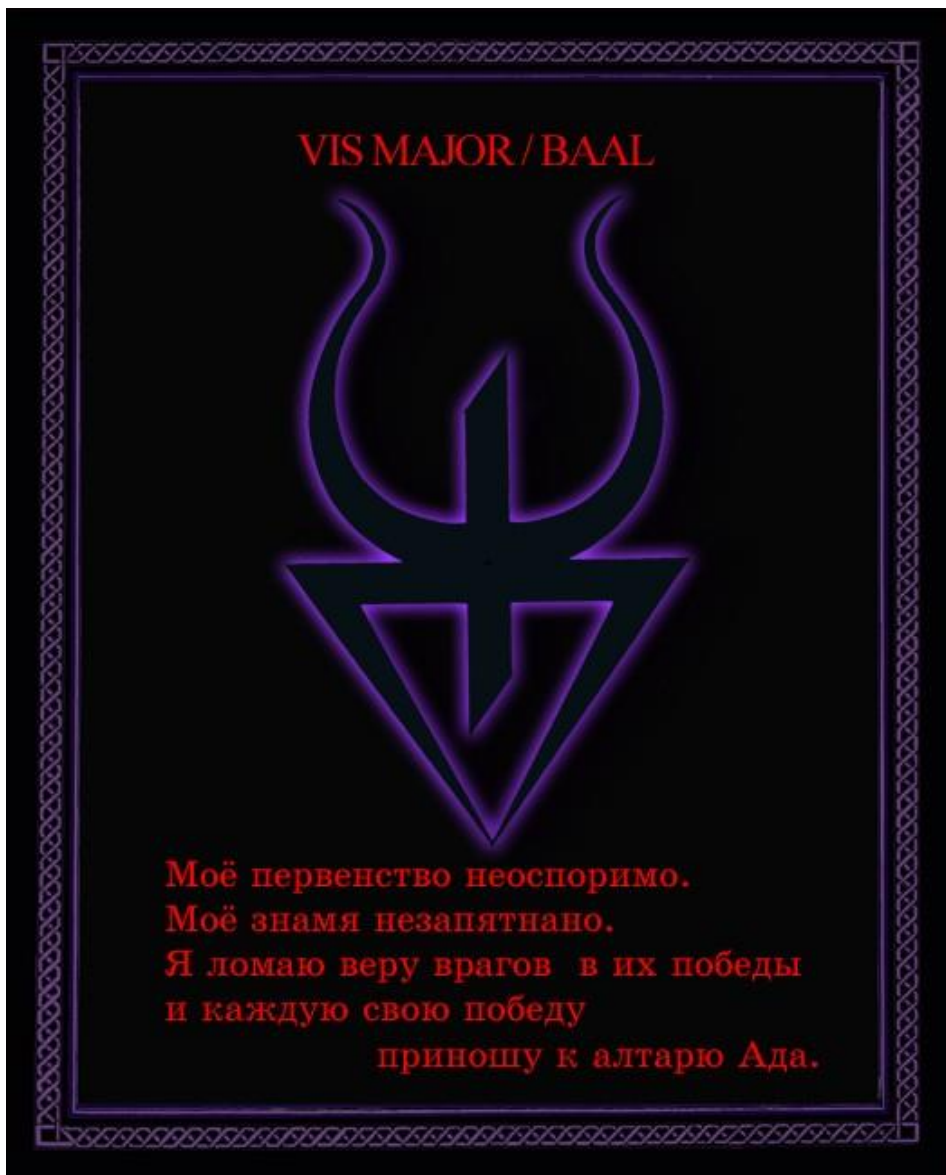 VIS MAJOR / BAAL
Моё первенство неоспоримо.
Моё знамя незапятнано.
Я ломаю веру врагов в их победы
и каждую свою победу
приношу к алтарю Ада.